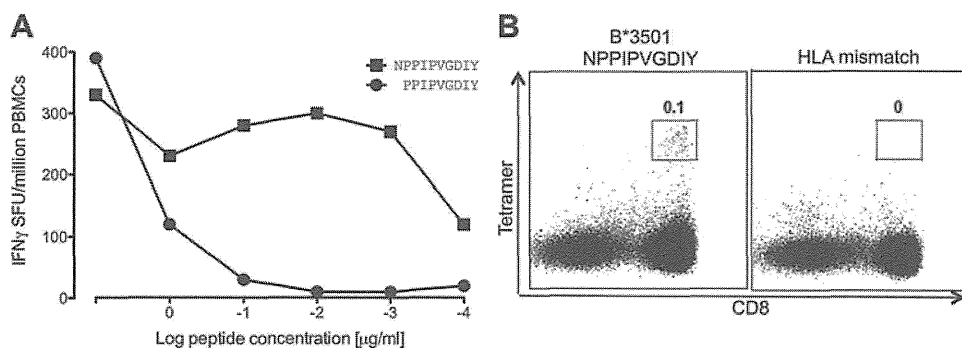 A
IFNγ SFU/million PBMCs
400
300
200
100
0
NPPIPVGDIY
PPIPVGDIY
0
-1
-2
-3
-4
Log peptide concentration [μg/ml]
B
B*3501
NPPIPVGDIY
HLA mismatch
0.1
0
Tetramer
CD8